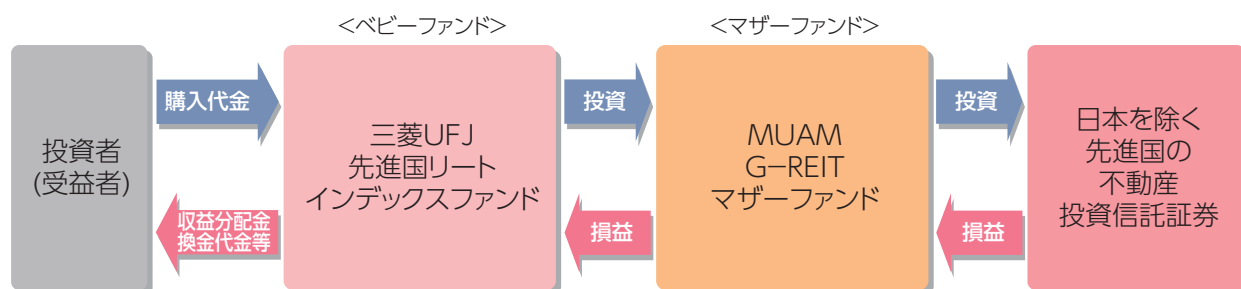 <ベビーファンド>
<マザーファンド>
投資者
(受益者)
購入代金
収益分配金
換金代金等
三菱UFJ
先進国リート
インデックスファンド
投資
損益
MUAM
G−REIT
マザーファンド
投資
損益
日本を除く
先進国の
不動産
投資信託証券